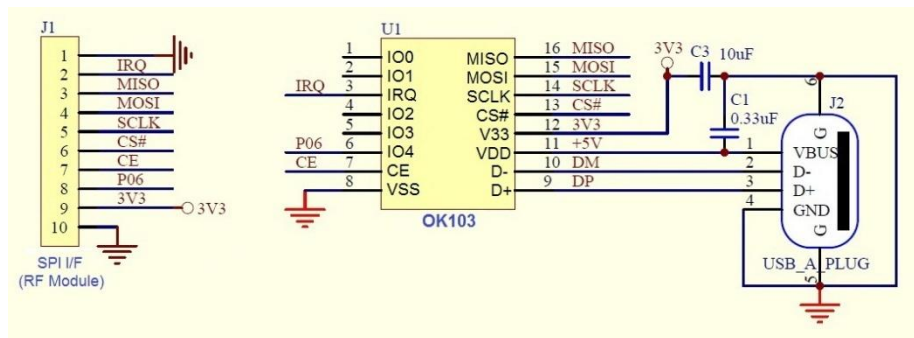 J1
1
2 IRQ
3 MISO
4 MOSI
5 SCLK
6 CS#
7 CE
8 P06
9 3V3 3V3
10
SPI I/F
(RF Module)
U1
1 IO0 MISO 16 MISO
2 IO1 MOSI 15 MOSI
IRQ 3 IRQ SCLK 14 SCLK
4 IO2 CS# 13 CS#
5 IO3 V33 12 3V3
P06 6 IO4 VDD 11 +5V
CE 7 CE D- 10 DM
8 VSS D+ 9 DP
OK103
3V3 C3 10uF
C1
0.33uF
6
J2
G
1 VBUS
2 D-
3 D+
4 GND
G
USB_A_PLUG
5